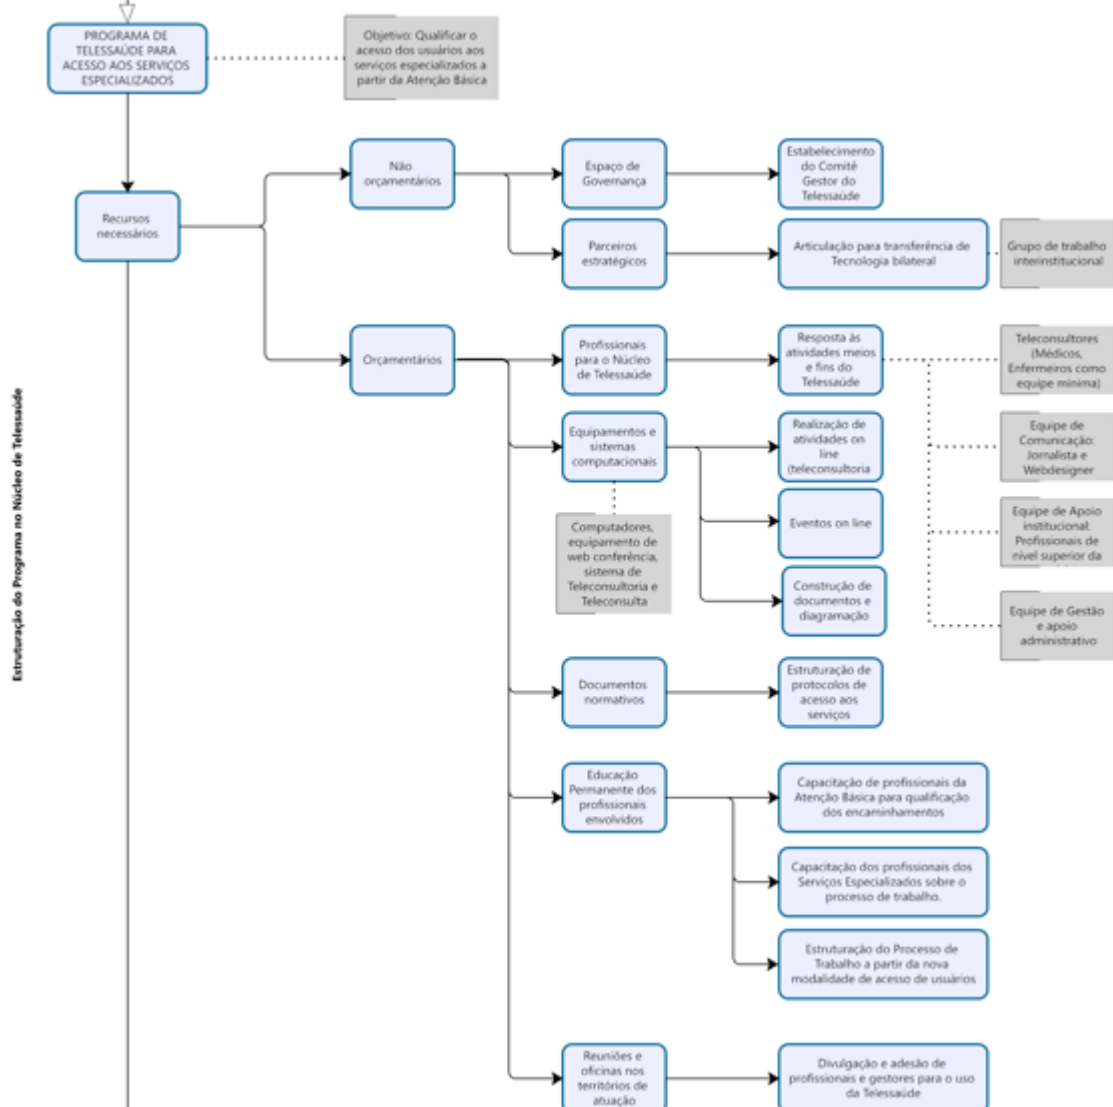 PROGRAMA DE
TELESSAÚDE PARA
ACESSO AOS SERVIÇOS
ESPECIALIZADOS
Objetivo: Qualificar o
acesso dos usuários aos
serviços especializados a
partir da Atenção Básica
Recursos
necessários
Não
orçamentários
Espaço de
Governança
Estabelecimento
do Comitê
Gestor do
Telessaúde
Parceiros
estratégicos
Articulação para transferência de
Tecnologia bilateral
Grupo de trabalho
interinstitucional
Orçamentários
Profissionais
para o Núcleo
de Telessaúde
Resposta às
atividades meios
e fins do
Telessaúde
Teleconsultores
(Médicos,
Enfermeiros como
equipe mínima)
Equipamentos e
sistemas
computacionais
Realização de
atividades on
line
(teleconsultoria
Equipe de
Comunicação:
Jornalista e
Webdesigner
Computadores,
equipamento de
web conferência,
sistema de
Teleconsultoria e
Teleconsulta
Eventos on line
Equipe de Apoio
institucional:
Profissionais de
nível superior da
Construção de
documentos e
diagramação
Equipe de Gestão
e apoio
administrativo
Documentos
normativos
Estruturação de
protocolos de
acesso aos
serviços
Educação
Permanente dos
profissionais
envolvidos
Capacitação de profissionais da
Atenção Básica para qualificação
dos encaminhamentos
Capacitação dos profissionais dos
Serviços Especializados sobre o
processo de trabalho.
Estruturação do Processo de
Trabalho a partir da nova
modalidade de acesso de usuários
Reuniões e
oficinas nos
territórios de
atuação
Divulgação e adesão de
profissionais e gestores para o uso
da Telessaúde
Estruturação do Programa no Núcleo de Telessaúde